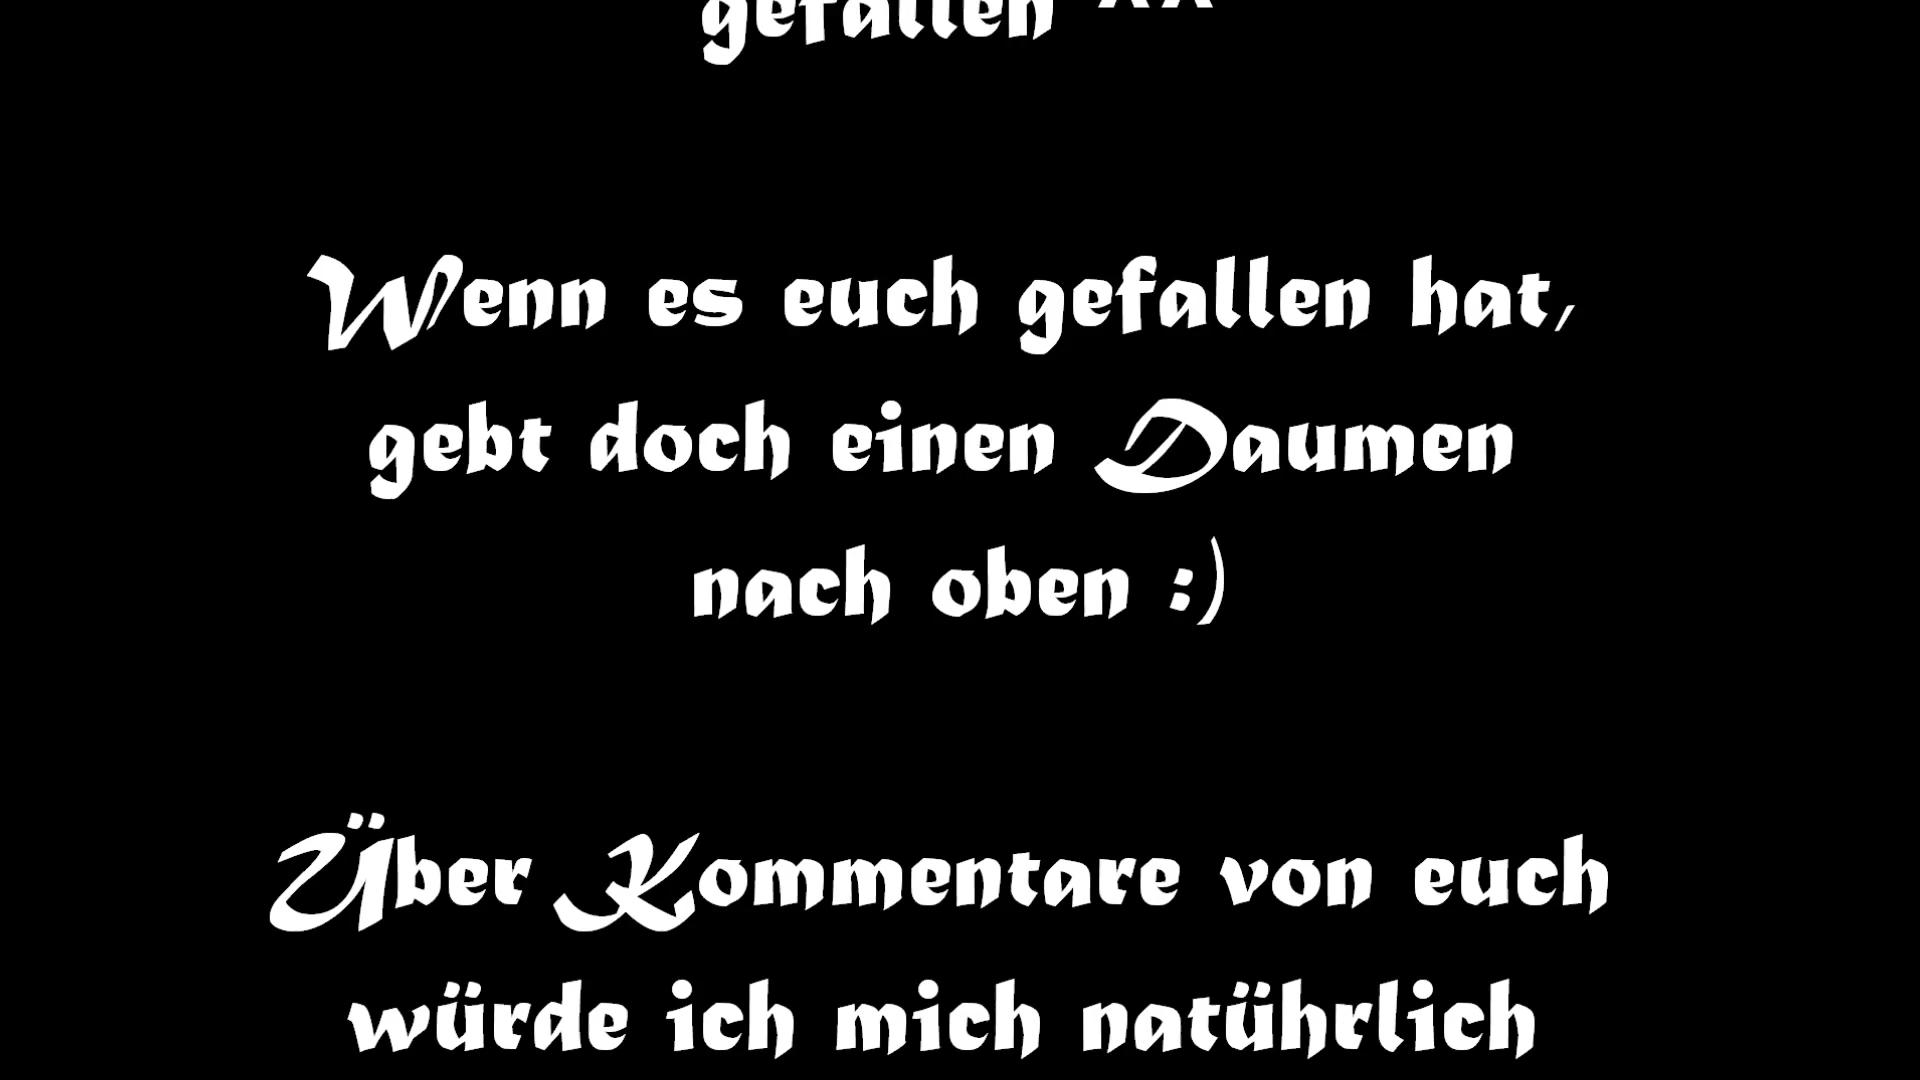 gefallen ^^
Wenn es euch gefallen hat,
gebt doch einen Daumen
nach oben :)
Über Kommentare von euch
würde ich mich natührlich